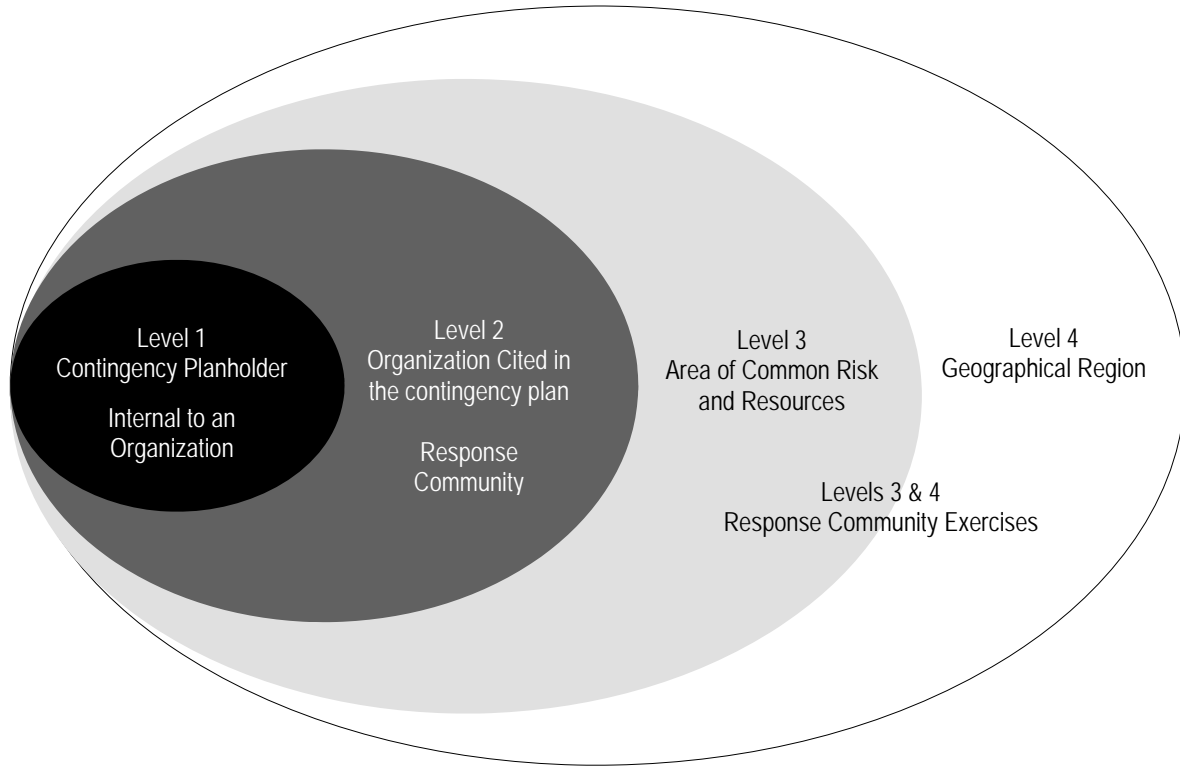 Level 1
Contingency Planholder
Internal to an
Organization
Level 2
Organization Cited in
the contingency plan
Response
Community
Level 3
Area of Common Risk
and Resources
Level 4
Geographical Region
Levels 3 & 4
Response Community Exercises